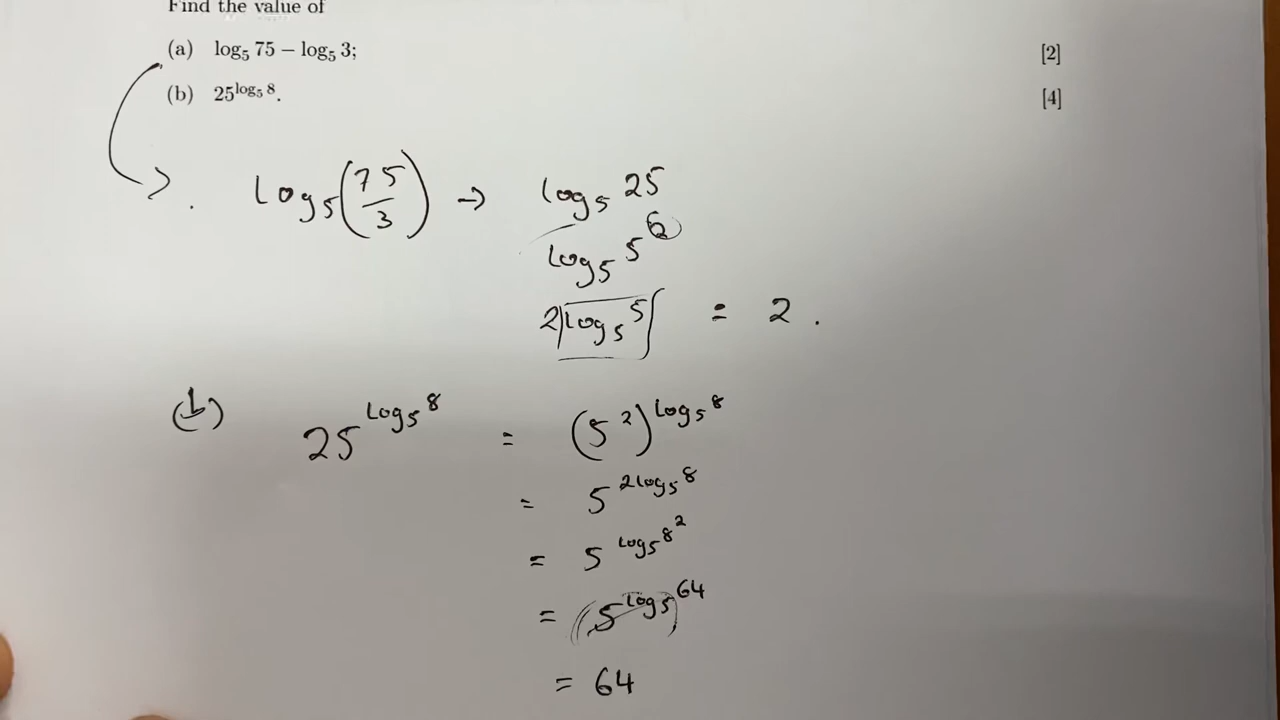 Find the value of
(a) log₅ 75 − log₅ 3; [2]
(b) 25^(log₅ 8). [4]
log₅(75/3) → log₅ 25
log₅ 5²
2 log₅ 5 = 2.
(b) 25^(log₅ 8) = (5²)^(log₅ 8)
= 5^(2log₅ 8)
= 5^(log₅ 8²)
= 5^(log₅ 64)
= 64